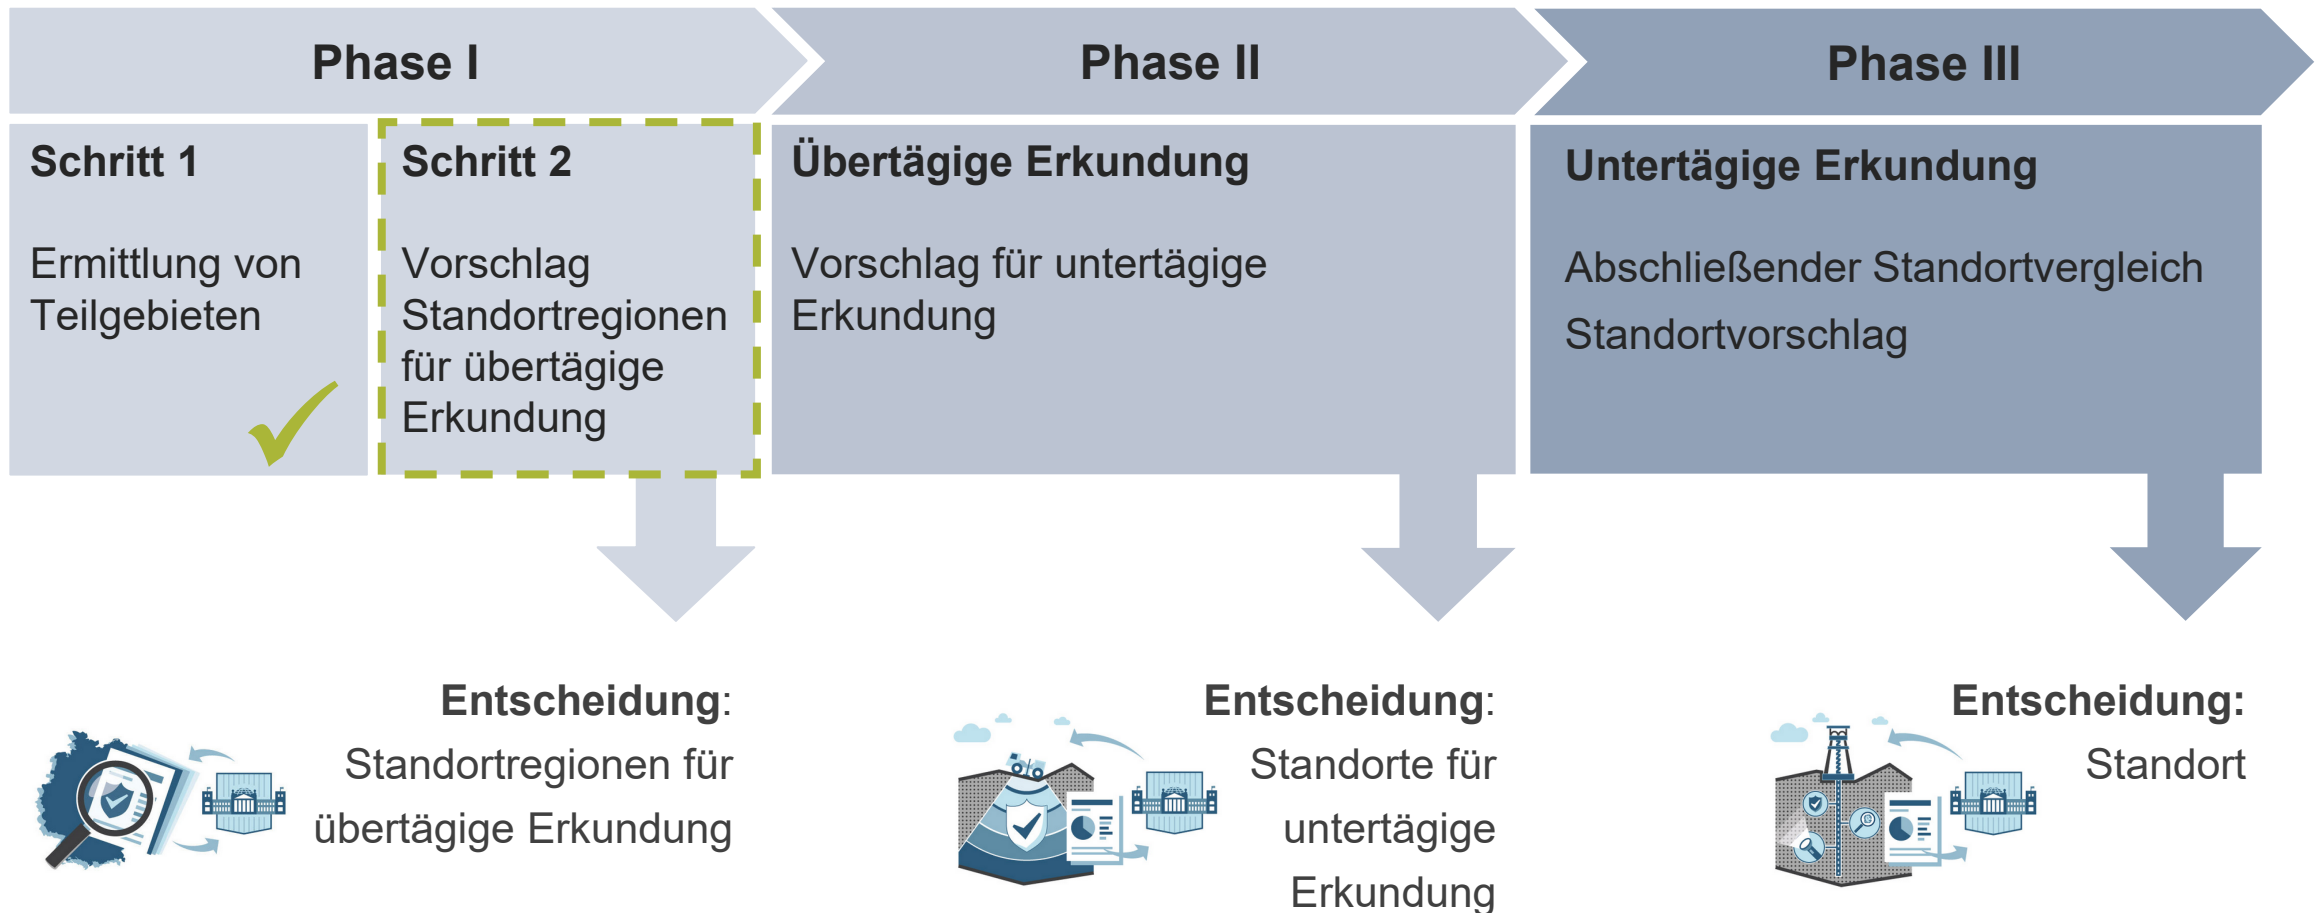 Phase I
Phase II
Phase III
Schritt 1
Ermittlung von
Teilgebieten
Schritt 2
Vorschlag
Standortregionen
für übertägige
Erkundung
Übertägige Erkundung
Vorschlag für untertägige
Erkundung
Untertägige Erkundung
Abschließender Standortvergleich
Standortvorschlag
Entscheidung:
Standortregionen für
übertägige Erkundung
Entscheidung:
Standorte für
untertägige
Erkundung
Entscheidung:
Standort